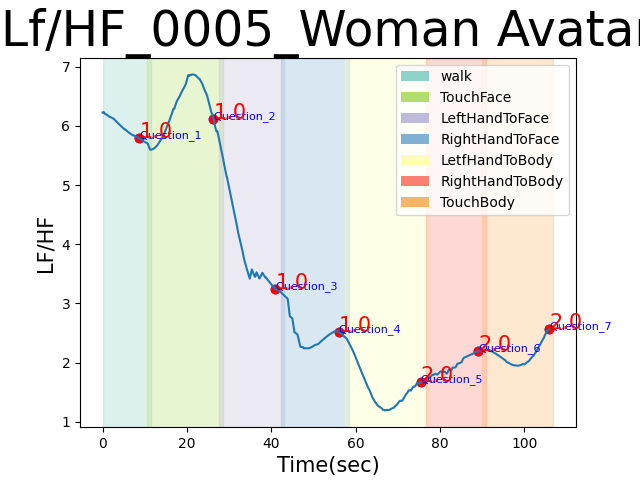 Lf/HF_0005_Woman Avatar
LF/HF
7
6
5
4
3
2
1
0
20
40
60
80
100
Time(sec)
1.0
Question_1
1.0
Question_2
1.0
Question_3
1.0
Question_4
2.0
Question_5
2.0
Question_6
2.0
Question_7
walk
TouchFace
LeftHandToFace
RightHandToFace
LetfHandToBody
RightHandToBody
TouchBody